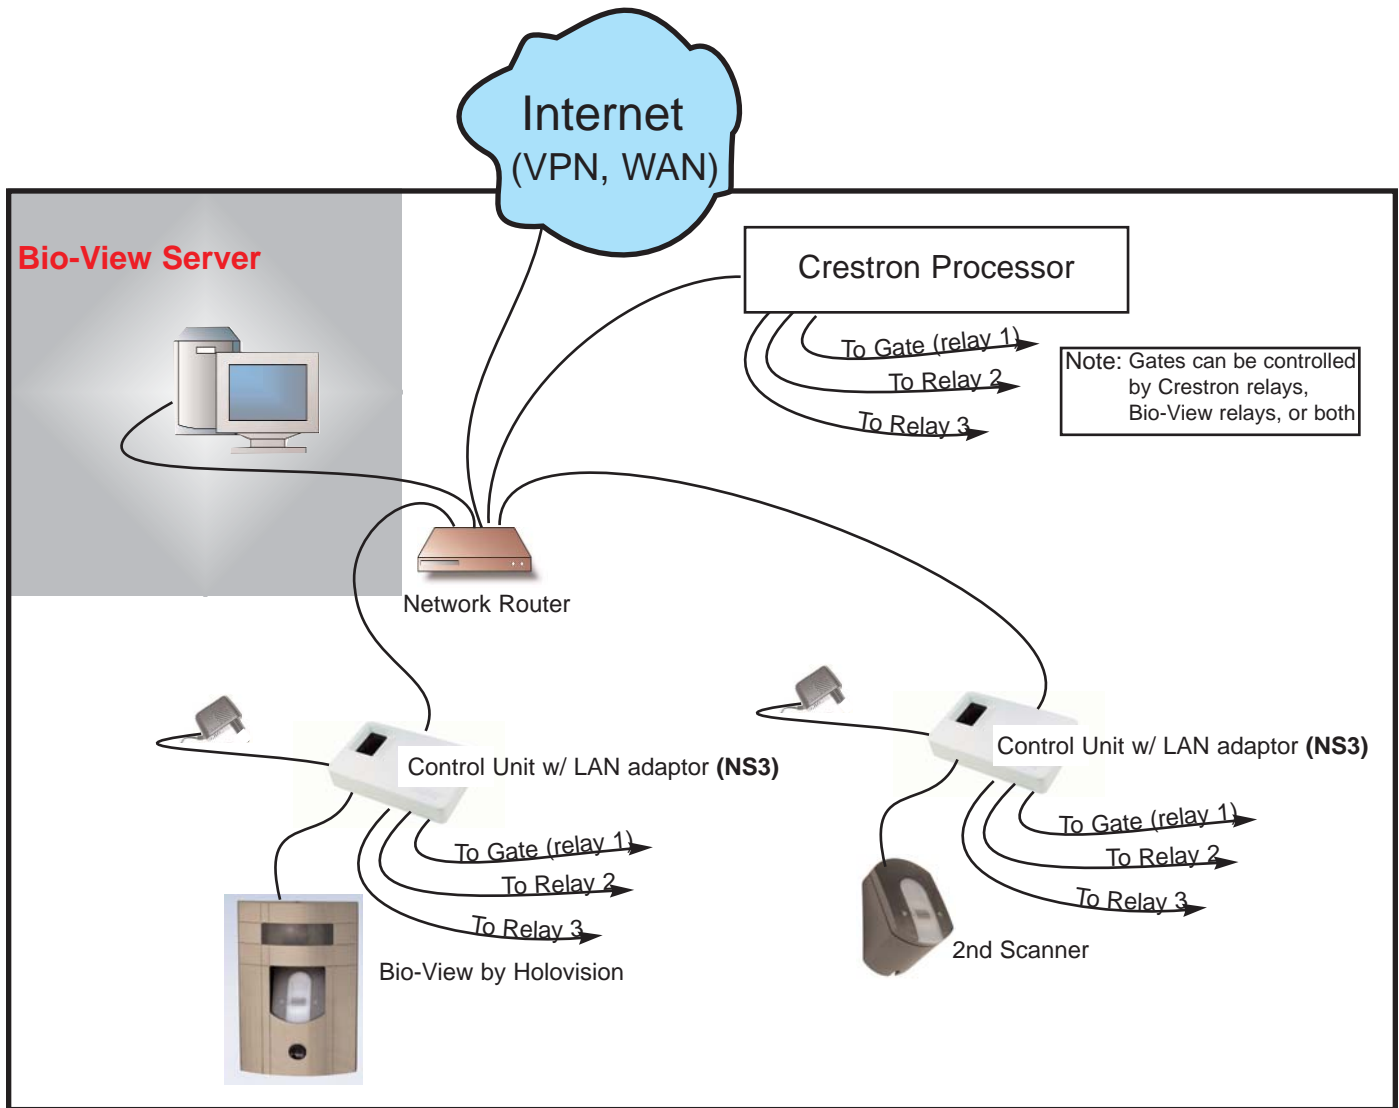 Internet
(VPN, WAN)
Bio-View Server
Crestron Processor
To Gate (relay 1)
To Relay 2
To Relay 3
Note: Gates can be controlled
by Crestron relays,
Bio-View relays, or both
Network Router
Control Unit w/ LAN adaptor (NS3)
To Gate (relay 1)
To Relay 2
To Relay 3
Bio-View by Holovision
Control Unit w/ LAN adaptor (NS3)
To Gate (relay 1)
To Relay 2
To Relay 3
2nd Scanner